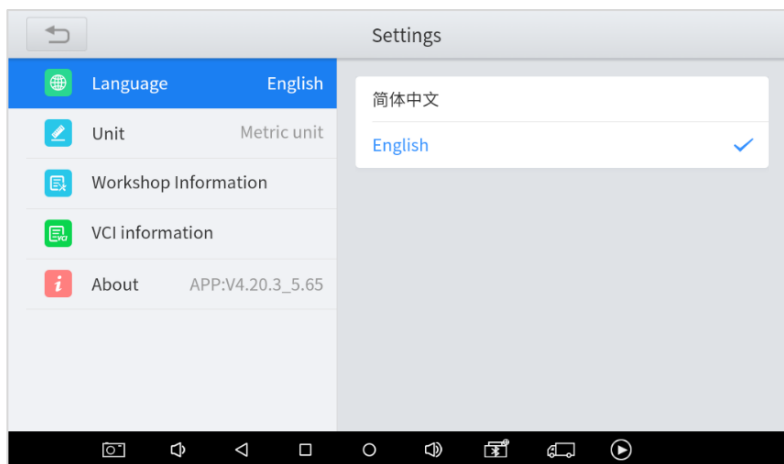 Settings
Language English
Unit Metric unit
Workshop Information
VCI information
About APP:V4.20.3_5.65
简体中文
English